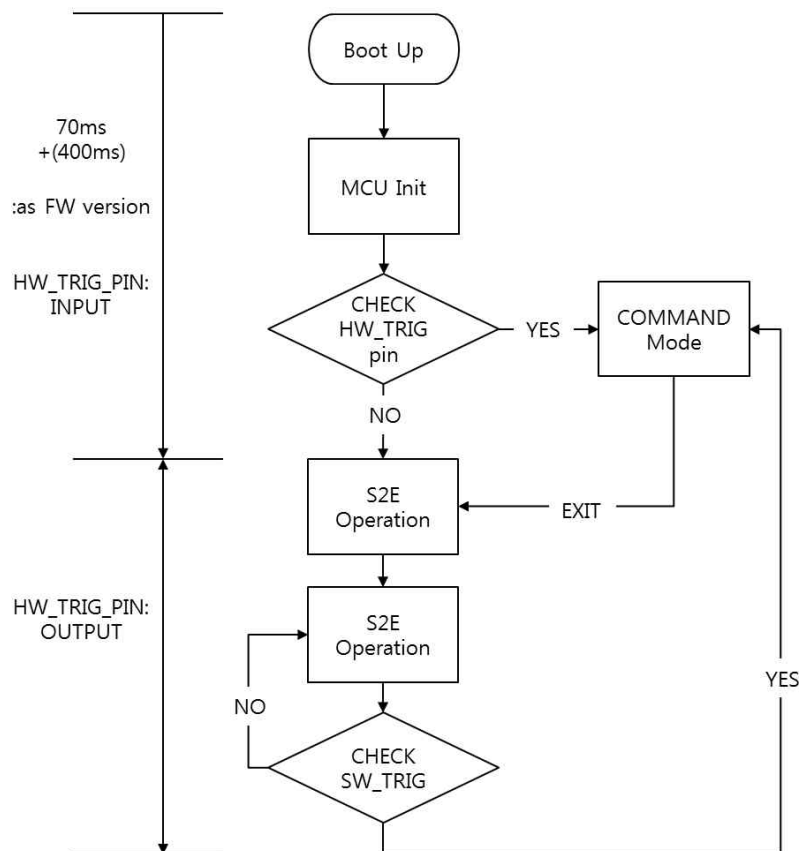 Boot Up
70ms
+(400ms)
:as FW version
MCU Init
HW_TRIG_PIN:
INPUT
CHECK
HW_TRIG
pin
YES
COMMAND
Mode
NO
S2E
Operation
EXIT
HW_TRIG_PIN:
OUTPUT
S2E
Operation
NO
YES
CHECK
SW_TRIG